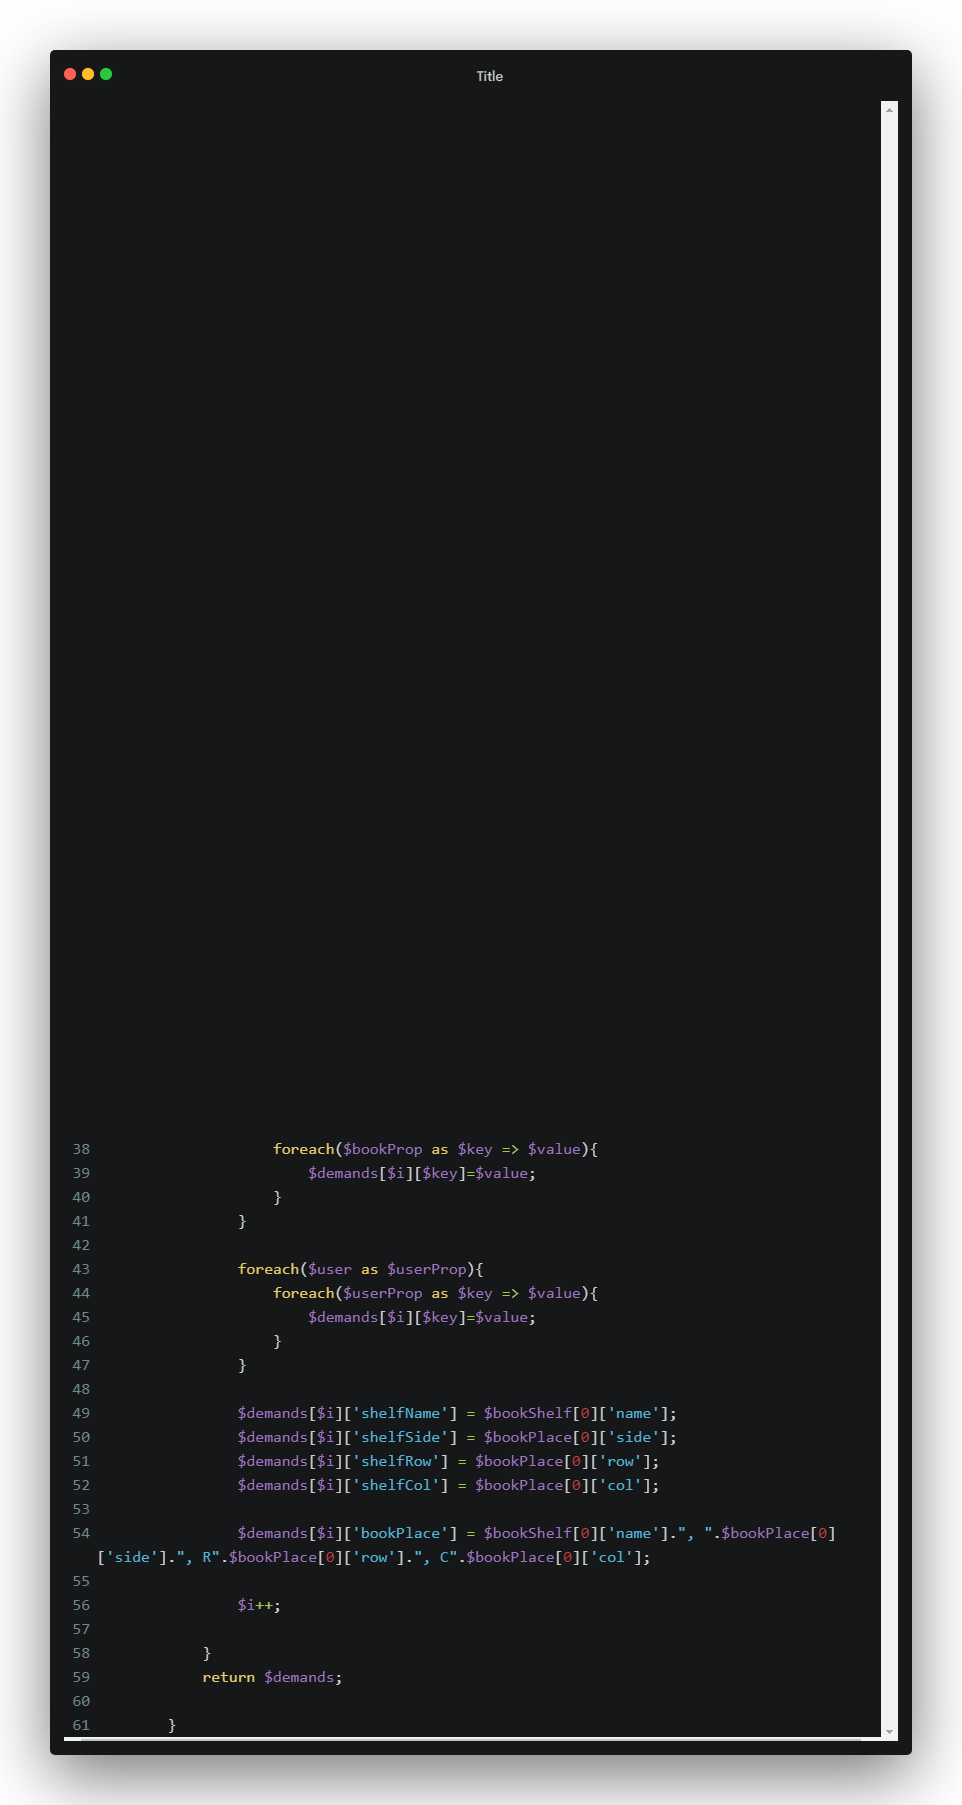 Title
38                    foreach($bookProp as $key => $value){
39                        $demands[$i][$key]=$value;
40                    }
41                }
42
43                foreach($user as $userProp){
44                    foreach($userProp as $key => $value){
45                        $demands[$i][$key]=$value;
46                    }
47                }
48
49                $demands[$i]['shelfName'] = $bookShelf[0]['name'];
50                $demands[$i]['shelfSide'] = $bookPlace[0]['side'];
51                $demands[$i]['shelfRow'] = $bookPlace[0]['row'];
52                $demands[$i]['shelfCol'] = $bookPlace[0]['col'];
53
54                $demands[$i]['bookPlace'] = $bookShelf[0]['name'].", ".$bookPlace[0]
['side'].", R".$bookPlace[0]['row'].", C".$bookPlace[0]['col'];
55
56                $i++;
57
58            }
59            return $demands;
60
61        }